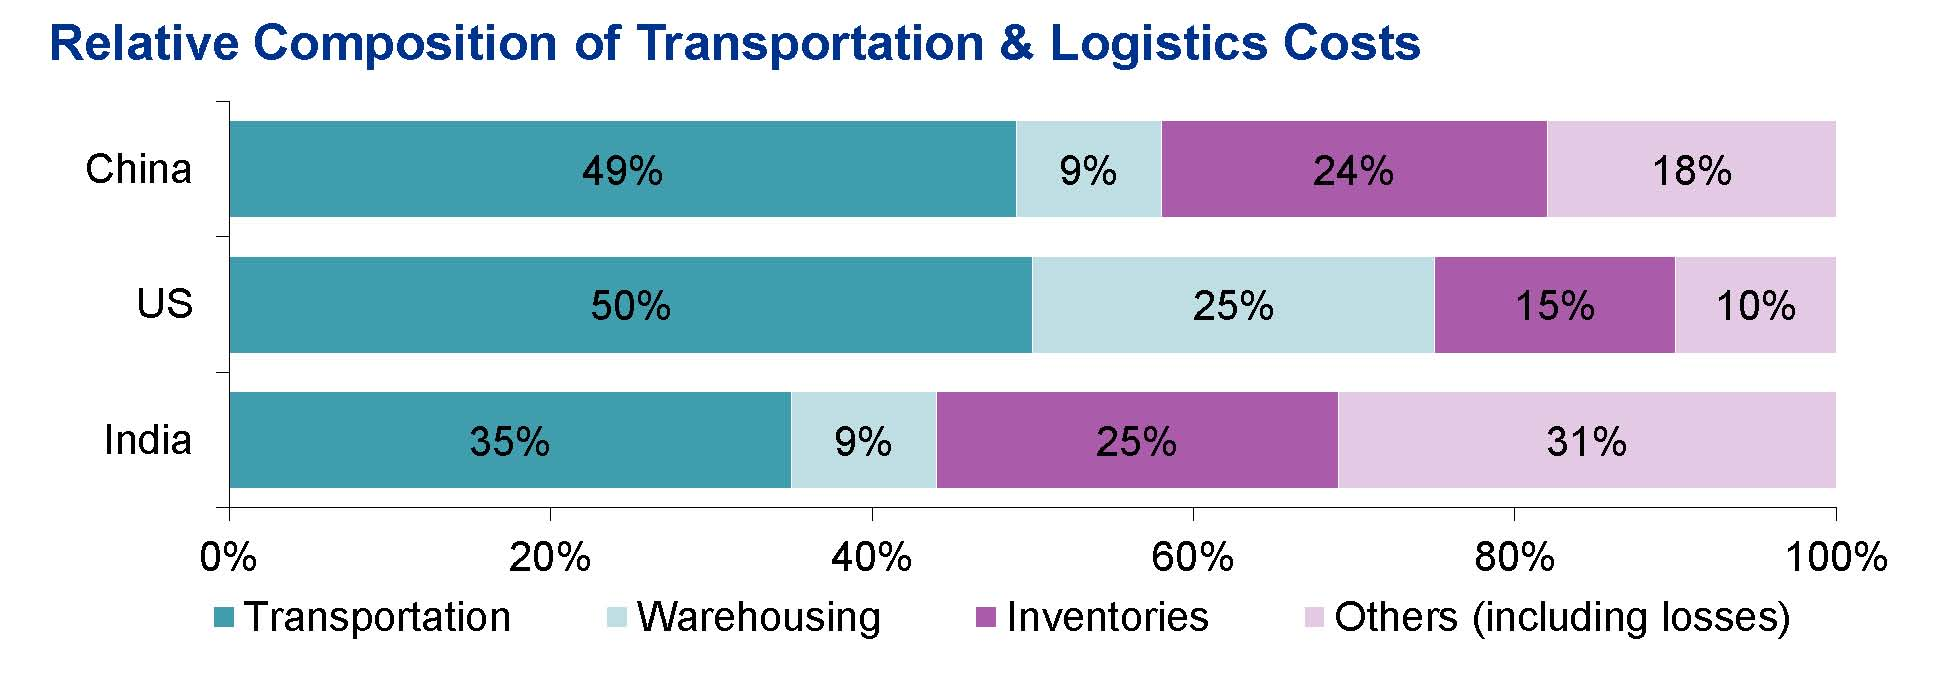 Relative Composition of Transportation & Logistics Costs
China 49% 9% 24% 18%
US 50% 25% 15% 10%
India 35% 9% 25% 31%
0% 20% 40% 60% 80% 100%
Transportation Warehousing Inventories Others (including losses)